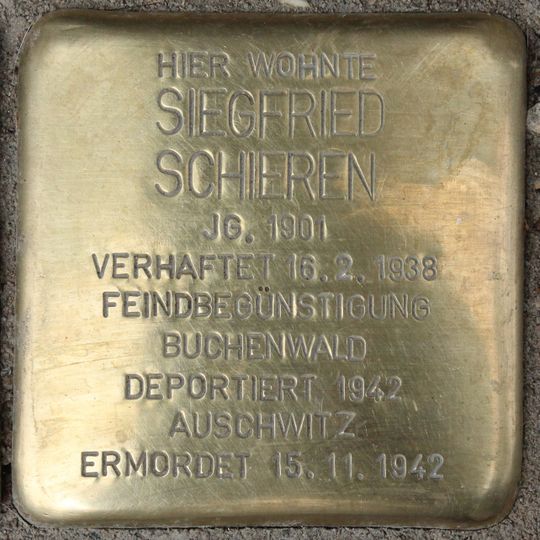 HIER WOHNTE
SIEGFRIED
SCHIEREN
JG. 1901
VERHAFTET 16.2.1938
FEINDBEGÜNSTIGUNG
BUCHENWALD
DEPORTIERT 1942
AUSCHWITZ
ERMORDET 15.11.1942